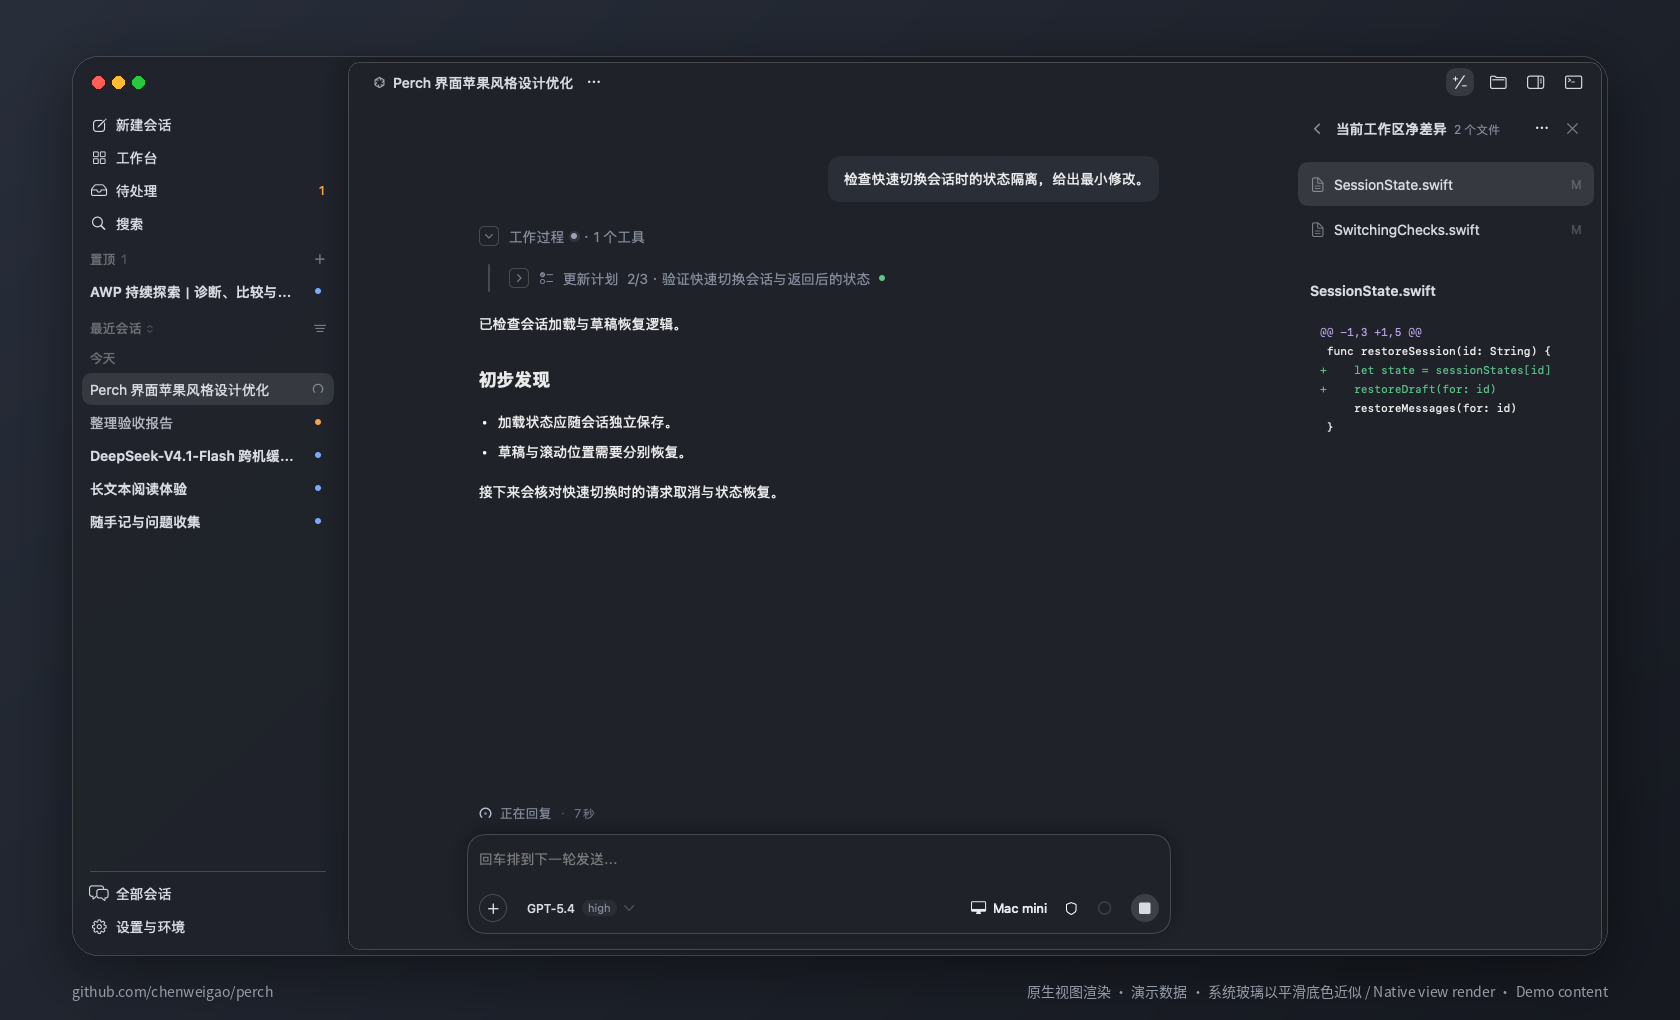 新建会话
工作台
待处理 1
搜索
置顶 1
AWP 持续探索 | 诊断、比较与...
最近会话
今天
Perch 界面苹果风格设计优化
整理验收报告
DeepSeek-V4.1-Flash 跨机缓...
长文本阅读体验
随手记与问题收集
全部会话
设置与环境
Perch 界面苹果风格设计优化 ···
检查快速切换会话时的状态隔离，给出最小修改。
工作过程 · 1 个工具
更新计划 2/3 · 验证快速切换会话与返回后的状态
已检查会话加载与草稿恢复逻辑。
初步发现
• 加载状态应随会话独立保存。
• 草稿与滚动位置需要分别恢复。
接下来会核对快速切换时的请求取消与状态恢复。
正在回复 · 7 秒
回车排到下一轮发送...
GPT-5.4 high
Mac mini
当前工作区净差异 2 个文件 ···
SessionState.swift M
SwitchingChecks.swift M
SessionState.swift
@@ -1,3 +1,5 @@
func restoreSession(id: String) {
+ let state = sessionStates[id]
+ restoreDraft(for: id)
restoreMessages(for: id)
}
github.com/chenweigao/perch
原生视图渲染 · 演示数据 · 系统玻璃以平滑底色近似 / Native view render · Demo content